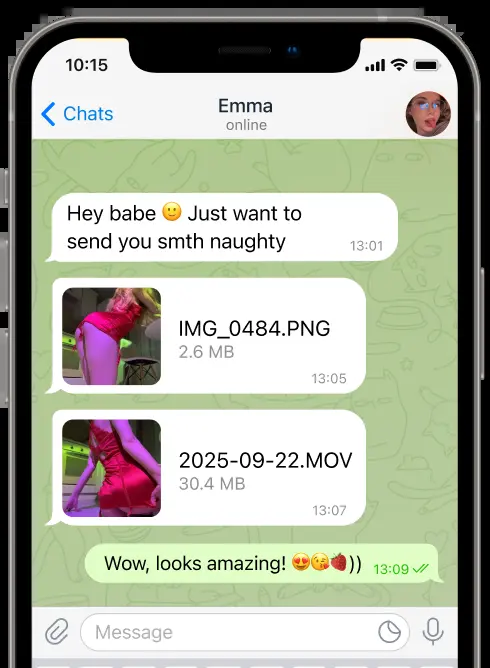 10:15
Chats
Emma
online
Hey babe 🙂 Just want to
send you smth naughty
13:01
IMG_0484.PNG
2.6 MB
13:05
2025-09-22.MOV
30.4 MB
13:07
Wow, looks amazing! 😍😘🍓))
13:09
Message